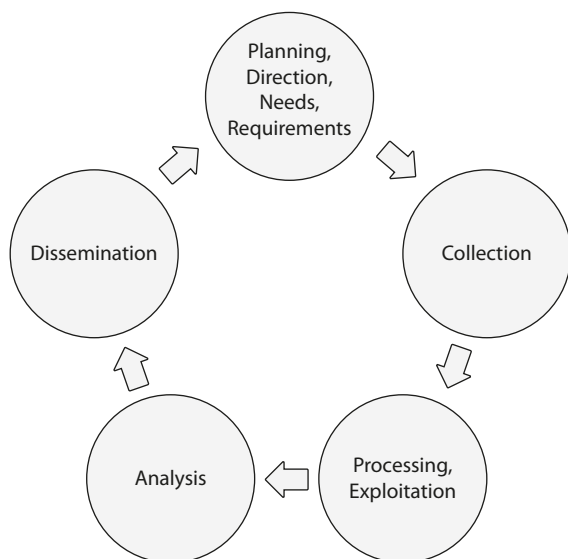 Planning,
Direction,
Needs,
Requirements
Collection
Processing,
Exploitation
Analysis
Dissemination